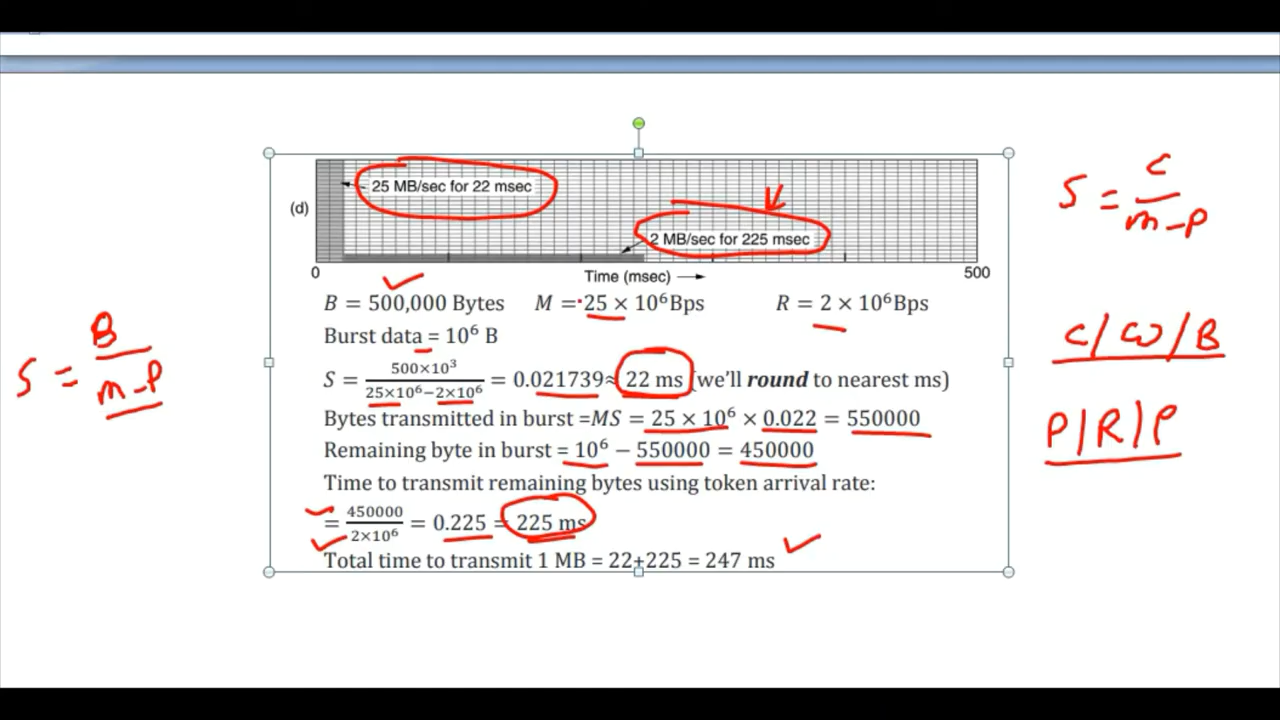 25 MB/sec for 22 msec
(d)
2 MB/sec for 225 msec
0 Time (msec) 500
B = 500,000 Bytes M = 25 × 10⁶Bps R = 2 × 10⁶Bps
Burst data = 10⁶ B
S = 500×10³ / 25×10⁶−2×10⁶ = 0.021739≈ 22 ms (we'll round to nearest ms)
Bytes transmitted in burst =MS = 25 × 10⁶ × 0.022 = 550000
Remaining byte in burst = 10⁶ − 550000 = 450000
Time to transmit remaining bytes using token arrival rate:
= 450000 / 2×10⁶ = 0.225 = 225 ms
Total time to transmit 1 MB = 22+225 = 247 ms
S = B / m-P
S = C / m-P
C/W/B
P/R/P